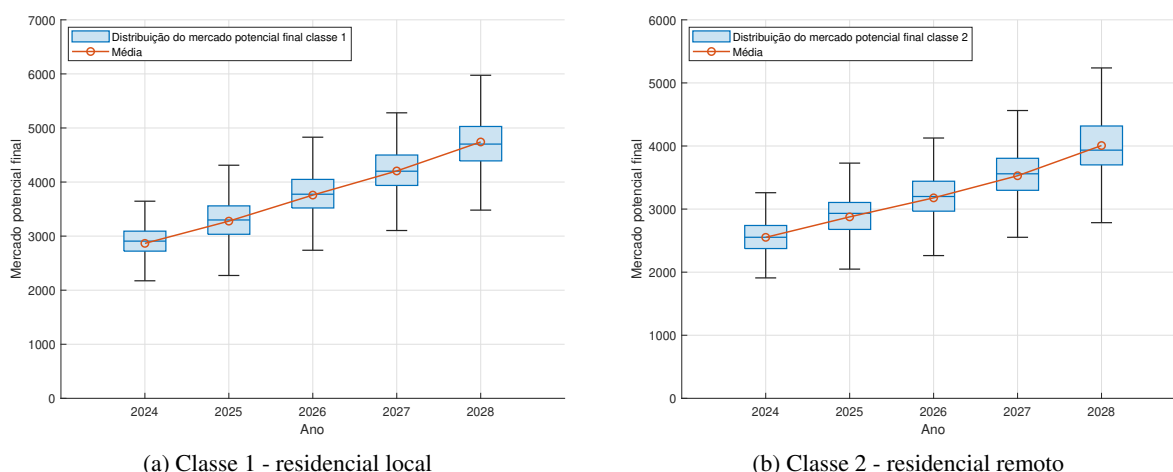 7000
6000
5000
4000
3000
2000
1000
0
Mercado potencial final
Distribuição do mercado potencial final classe 1
Média
2024 2025 2026 2027 2028
Ano
(a) Classe 1 - residencial local
6000
5000
4000
3000
2000
1000
0
Mercado potencial final
Distribuição do mercado potencial final classe 2
Média
2024 2025 2026 2027 2028
Ano
(b) Classe 2 - residencial remoto